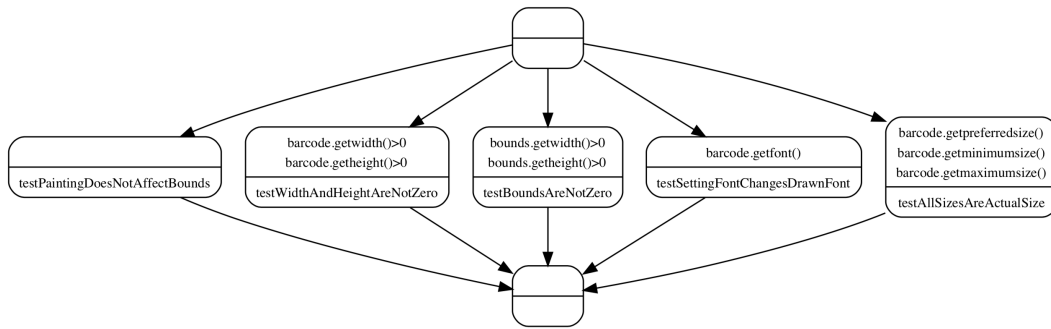 testPaintingDoesNotAffectBounds
barcode.getwidth()>0
barcode.getheight()>0
testWidthAndHeightAreNotZero
bounds.getwidth()>0
bounds.getheight()>0
testBoundsAreNotZero
barcode.getfont()
testSettingFontChangesDrawnFont
barcode.getpreferredsize()
barcode.getminimumsize()
barcode.getmaximumsize()
testAllSizesAreActualSize